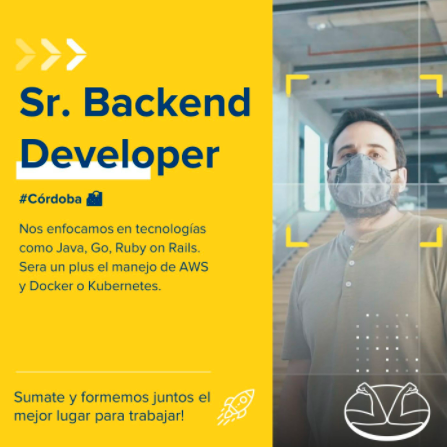 Sr. Backend
Developer
#Córdoba
Nos enfocamos en tecnologías
como Java, Go, Ruby on Rails.
Sera un plus el manejo de AWS
y Docker o Kubernetes.
Sumate y formemos juntos el
mejor lugar para trabajar!